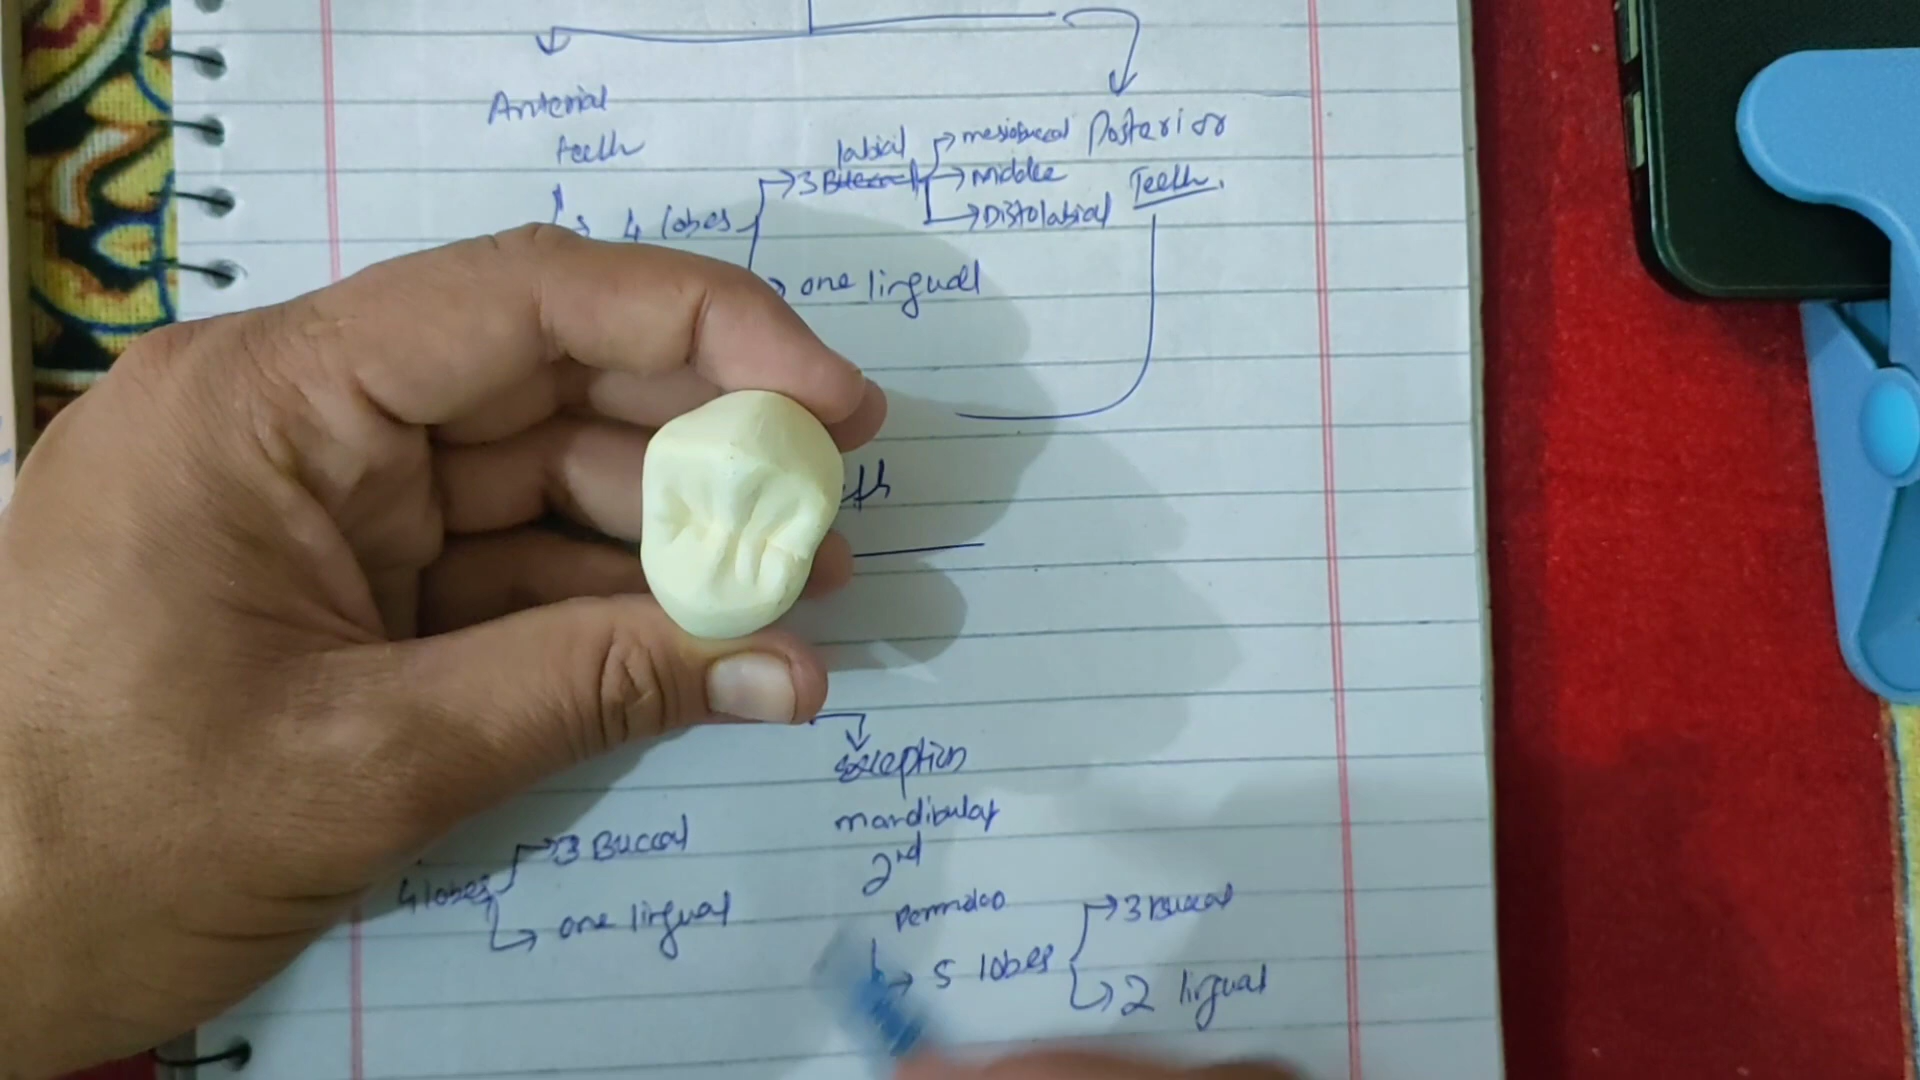 Anterial
teeth
Posterior
Teeth.
labial
3 Buccal
mesiobuccal
middle
Distolabial
4 lobes
one lingual
th
Exception
mandibular
2nd
4 lobes
3 Buccal
one lingual
5 lobes
3 Buccal
2 lingual